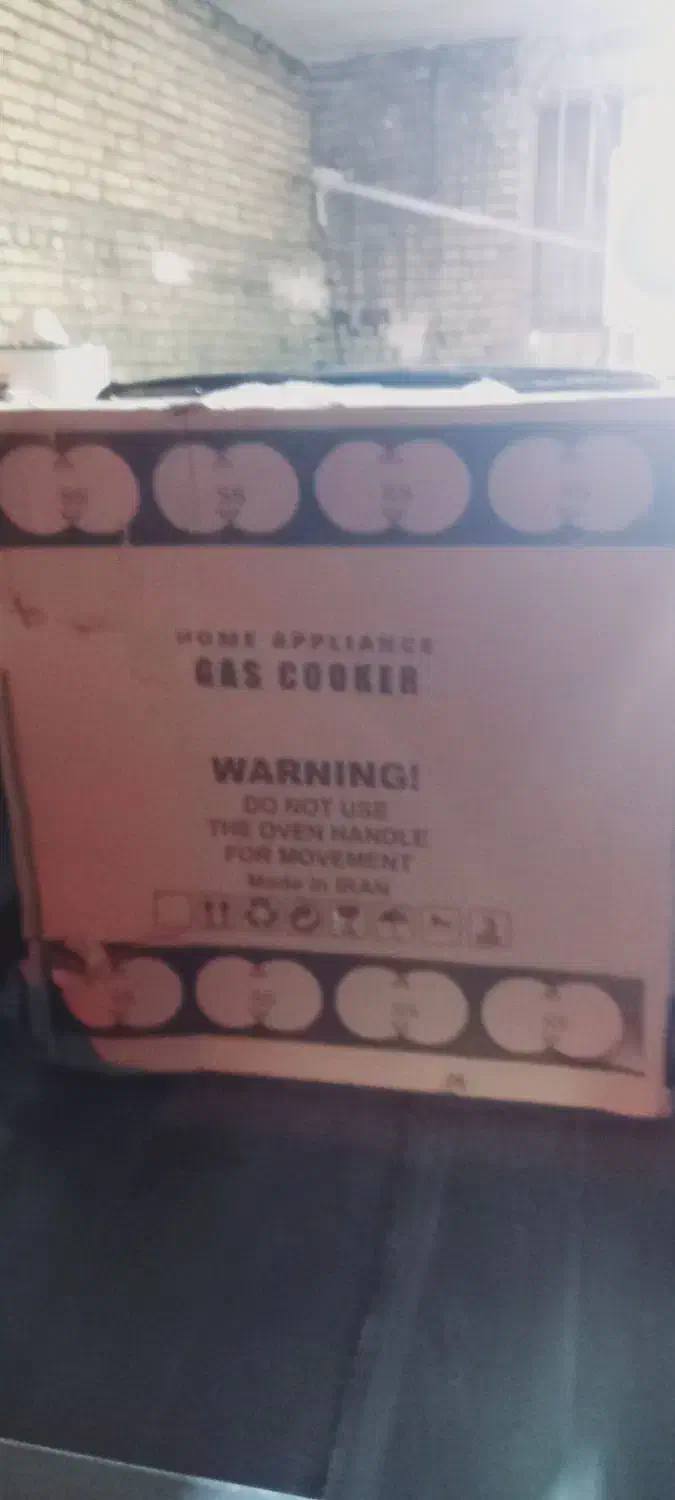 HOME APPLIANCE
GAS COOKER
WARNING!
DO NOT USE
THE OVEN HANDLE
FOR MOVEMENT
Made in IRAN